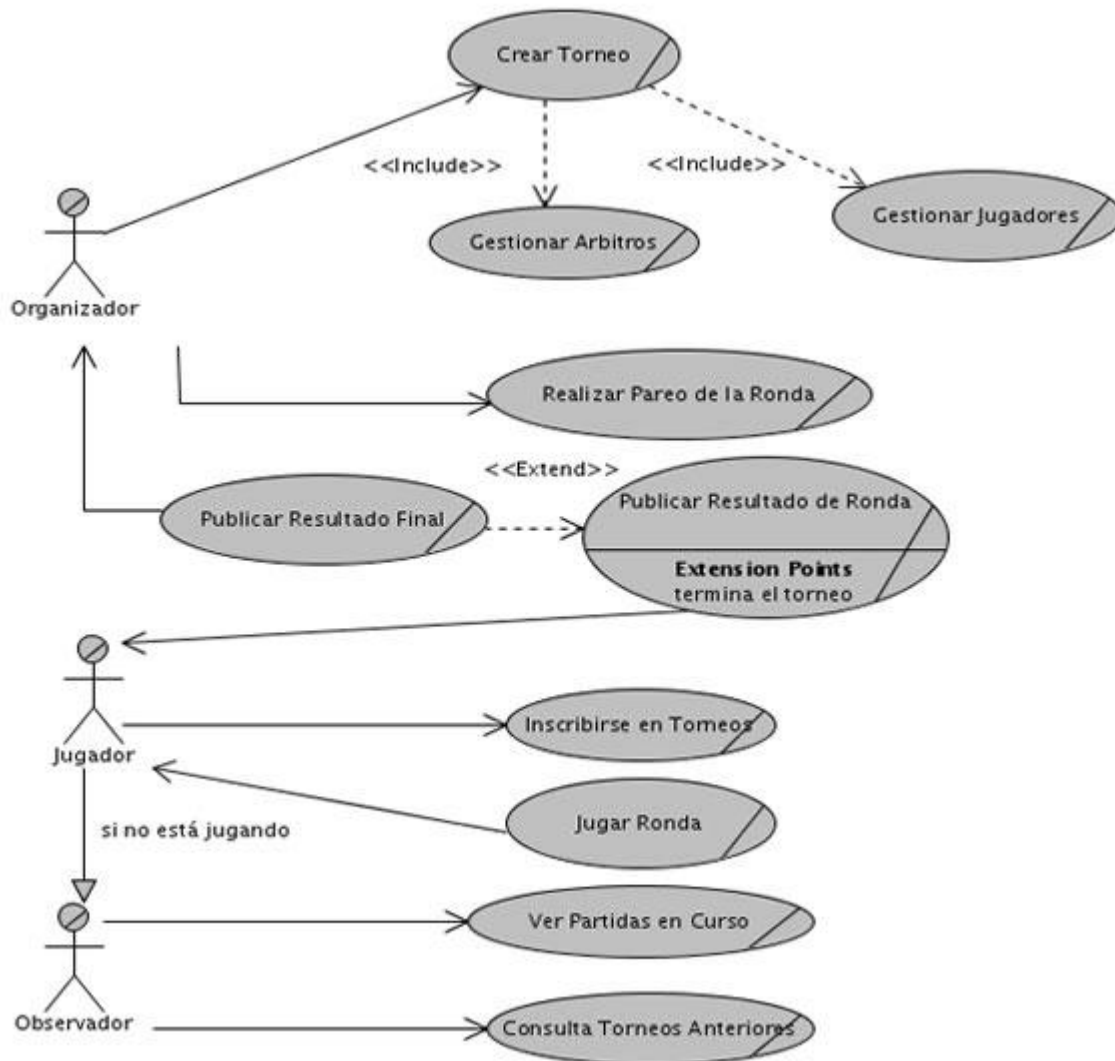 Crear Torneo
<<Include>>
<<Include>>
Gestionar Jugadores
Gestionar Arbitros
Organizador
Realizar Pareo de la Ronda
<<Extend>>
Publicar Resultado de Ronda
Publicar Resultado Final
Extension Points
termina el torneo
Inscribirse en Torneos
Jugador
Jugar Ronda
si no está jugando
Ver Partidas en Curso
Observador
Consulta Torneos Anteriores